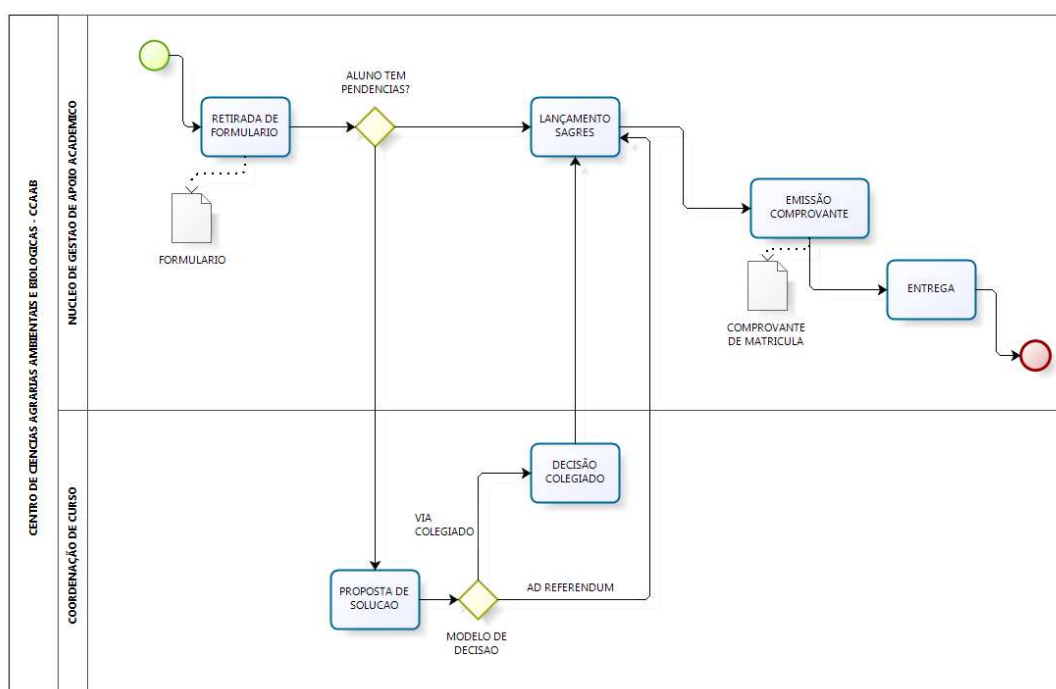 CENTRO DE CIENCIAS AGRARIAS AMBIENTAIS E BIOLOGICAS - CCAAB
NUCLEO DE GESTAO DE APOIO ACADEMICO
RETIRADA DE
FORMULARIO
FORMULARIO
ALUNO TEM
PENDENCIAS?
LANÇAMENTO
SAGRES
EMISSÃO
COMPROVANTE
COMPROVANTE
DE MATRICULA
ENTREGA
COORDENAÇÃO DE CURSO
PROPOSTA DE
SOLUCAO
MODELO DE
DECISAO
VIA
COLEGIADO
DECISÃO
COLEGIADO
AD REFERENDUM